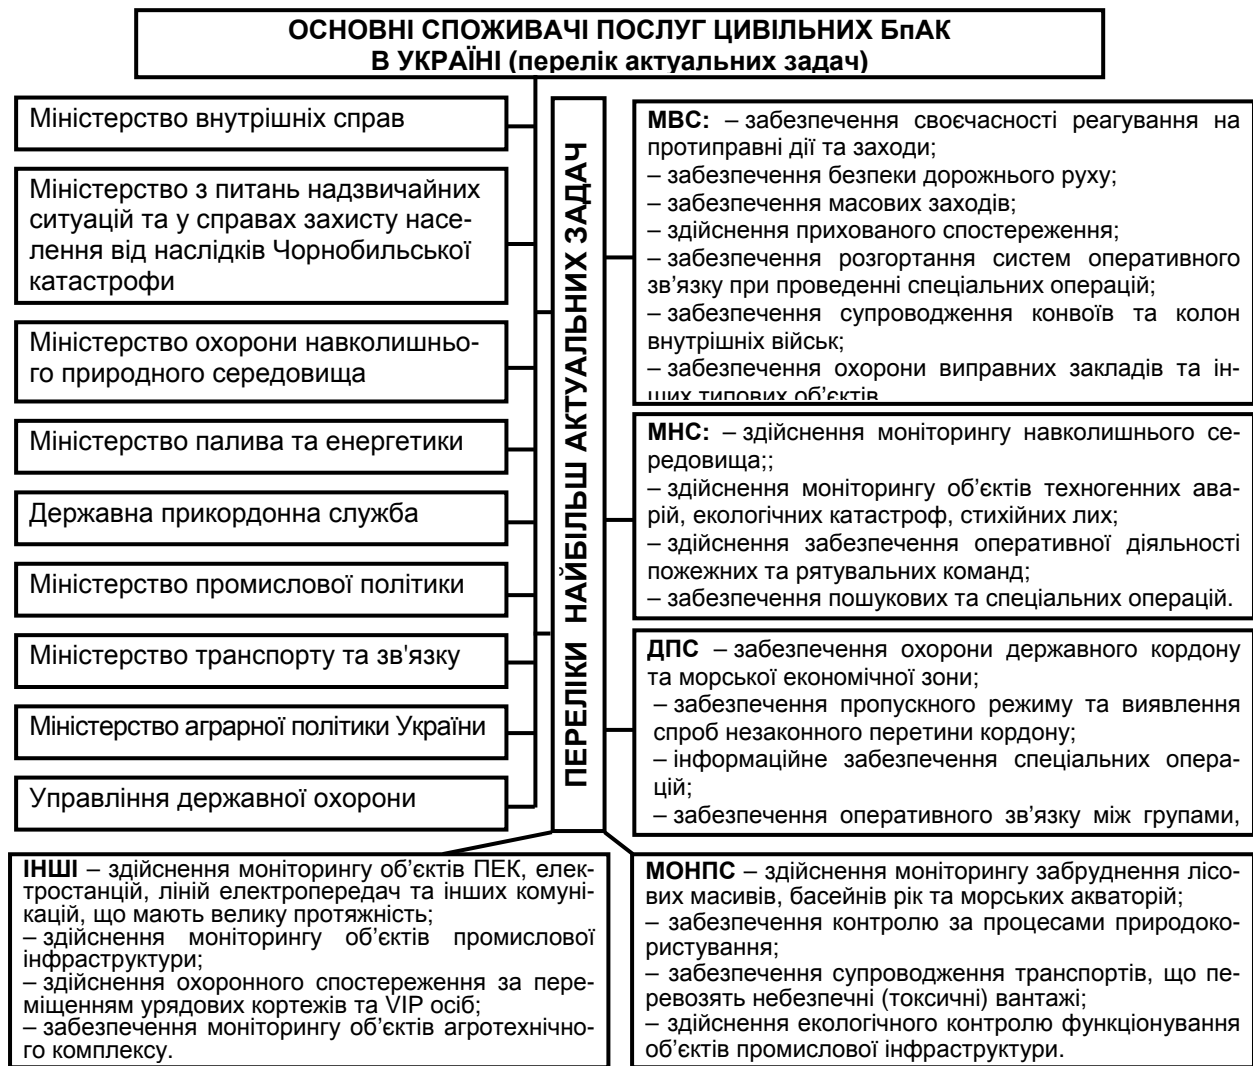 ОСНОВНІ СПОЖИВАЧІ ПОСЛУГ ЦИВІЛЬНИХ БпАК
В УКРАЇНІ (перелік актуальних задач)
Міністерство внутрішніх справ
Міністерство з питань надзвичайних
ситуацій та у справах захисту насе-
лення від наслідків Чорнобильської
катастрофи
Міністерство охорони навколишньо-
го природного середовища
Міністерство палива та енергетики
Державна прикордонна служба
Міністерство промислової політики
Міністерство транспорту та зв'язку
Міністерство аграрної політики України
Управління державної охорони
ПЕРЕЛІКИ НАЙБІЛЬШ АКТУАЛЬНИХ ЗАДАЧ
МВС: – забезпечення своєчасності реагування на
протиправні дії та заходи;
– забезпечення безпеки дорожнього руху;
– забезпечення масових заходів;
– здійснення прихованого спостереження;
– забезпечення розгортання систем оперативного
зв’язку при проведенні спеціальних операцій;
– забезпечення супроводження конвоїв та колон
внутрішніх військ;
– забезпечення охорони виправних закладів та ін-
ших типових об’єктів
МНС: – здійснення моніторингу навколишнього се-
редовища;;
– здійснення моніторингу об’єктів техногенних ава-
рій, екологічних катастроф, стихійних лих;
– здійснення забезпечення оперативної діяльності
пожежних та рятувальних команд;
– забезпечення пошукових та спеціальних операцій.
ДПС – забезпечення охорони державного кордону
та морської економічної зони;
– забезпечення пропускного режиму та виявлення
спроб незаконного перетини кордону;
– інформаційне забезпечення спеціальних опера-
цій;
– забезпечення оперативного зв’язку між групами,
ІНШІ – здійснення моніторингу об’єктів ПЕК, елек-
тростанцій, ліній електропередач та інших комуні-
кацій, що мають велику протяжність;
– здійснення моніторингу об’єктів промислової
інфраструктури;
– здійснення охоронного спостереження за пере-
міщенням урядових кортежів та VIP осіб;
– забезпечення моніторингу об’єктів агротехнічно-
го комплексу.
МОНПС – здійснення моніторингу забруднення лісо-
вих масивів, басейнів рік та морських акваторій;
– забезпечення контролю за процесами природоко-
ристування;
– забезпечення супроводження транспортів, що пе-
ревозять небезпечні (токсичні) вантажі;
– здійснення екологічного контролю функціонування
об’єктів промислової інфраструктури.